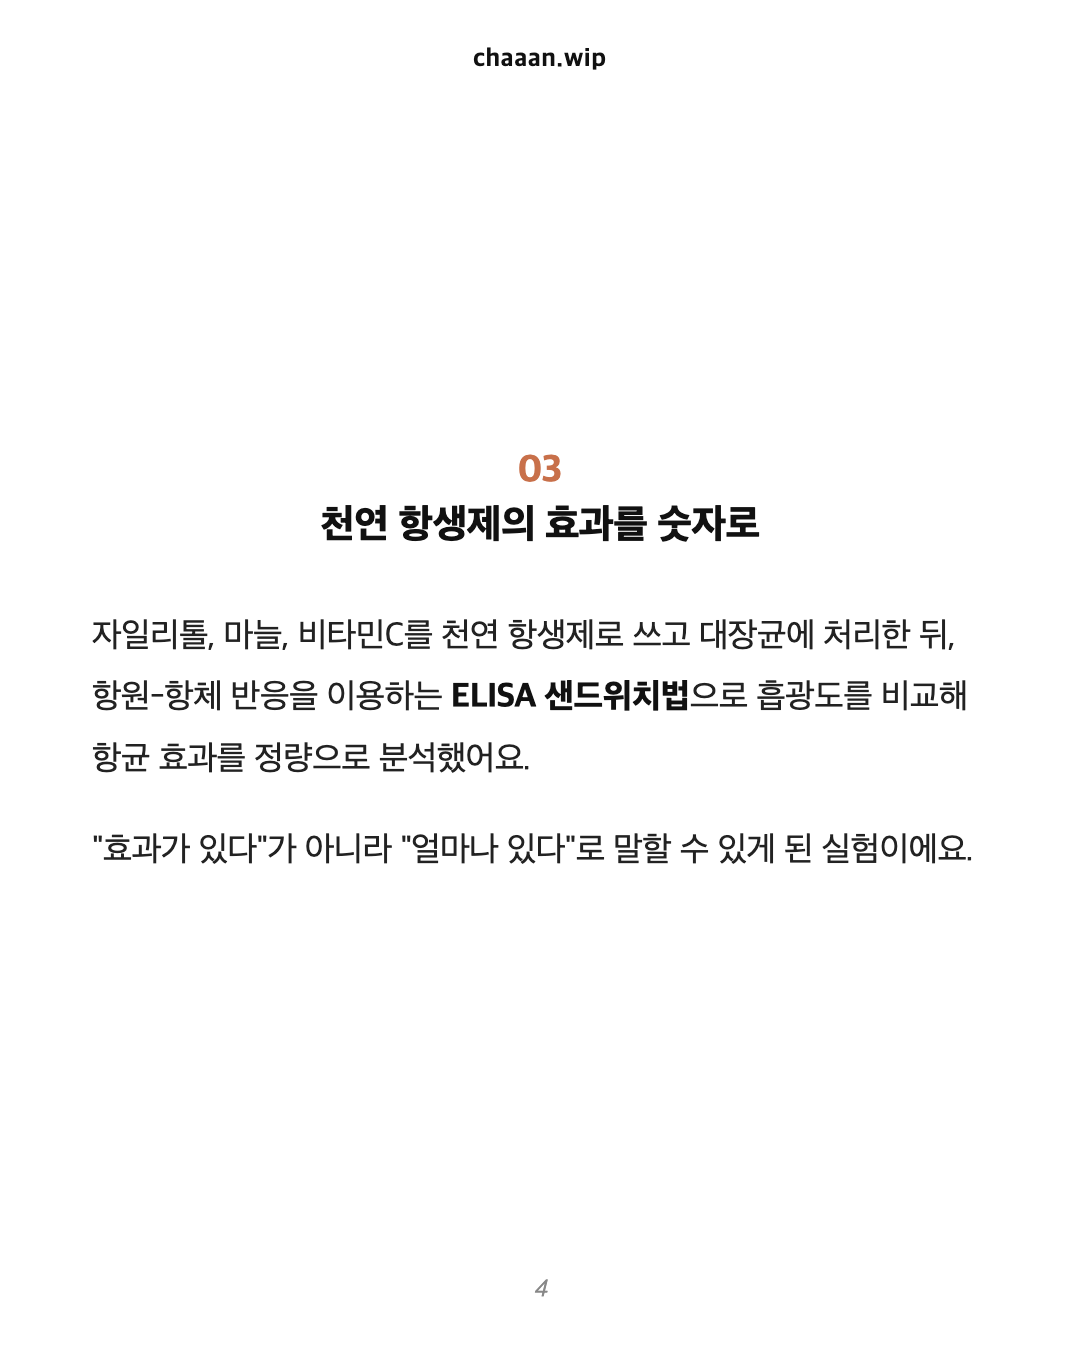 chaaan.wip
03
천연 항생제의 효과를 숫자로
자일리톨, 마늘, 비타민C를 천연 항생제로 쓰고 대장균에 처리한 뒤,
항원-항체 반응을 이용하는 ELISA 샌드위치법으로 흡광도를 비교해
항균 효과를 정량으로 분석했어요.
"효과가 있다"가 아니라 "얼마나 있다"로 말할 수 있게 된 실험이에요.
4